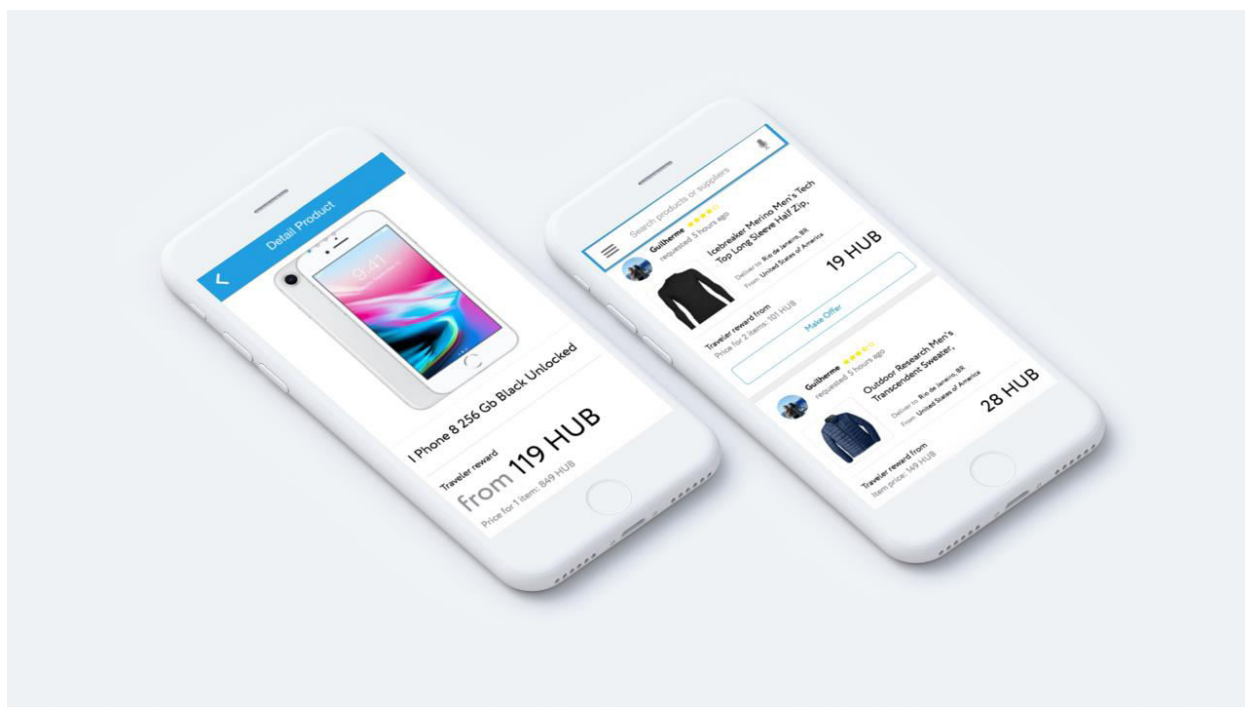 Detail Product
9:41
I Phone 8 256 Gb Black Unlocked
Traveler reward
from 119 HUB
Price for 1 item: 849 HUB
Search products or suppliers
Guilherme
requested 5 hours ago
Icebreaker Merino Men's Tech
Top Long Sleeve Half Zip,
Deliver to Rio de Janeiro, BR
From United States of America
Traveler reward from
19 HUB
Price for 2 items: 101 HUB
Make Offer
Guilherme
requested 5 hours ago
Outdoor Research Men's
Transcendent Sweater,
Deliver to Rio de Janeiro, BR
From United States of America
Traveler reward from
28 HUB
Item price: 149 HUB